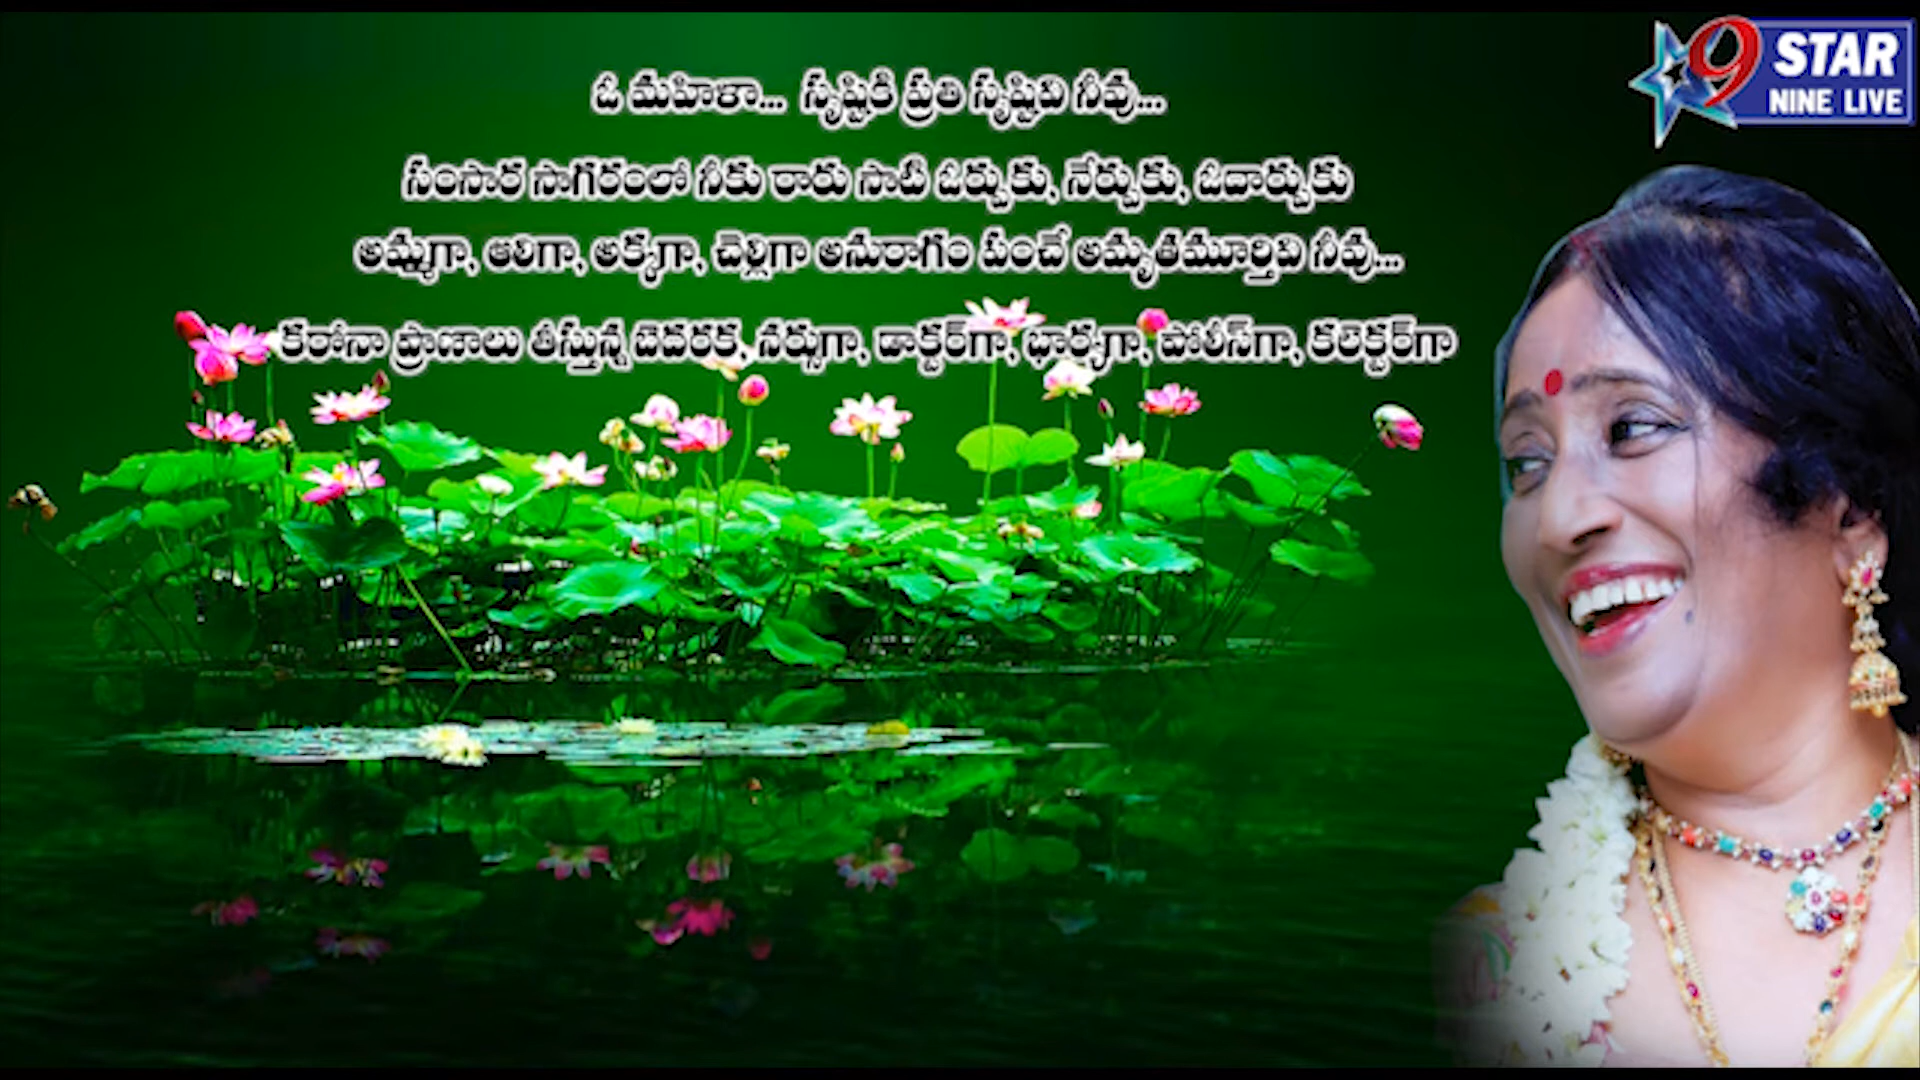 ఓ మహిళా... సృష్టికి ప్రతి సృష్టివి నీవు...
9 STAR
NINE LIVE
సంసార సాగరంలో నీకు రారు సాటి ఓర్పుకు, నేర్పుకు, ఓదార్పుకు
అమ్మగా, ఆలిగా, అక్కగా, చెల్లిగా అనురాగం పంచే అమృతమూర్తివి నీవు...
కరోనా ప్రాణాలు తీస్తున్న బెదరక, నర్సుగా, డాక్టర్‌గా, భార్యగా, పోలీస్‌గా, కలెక్టర్‌గా